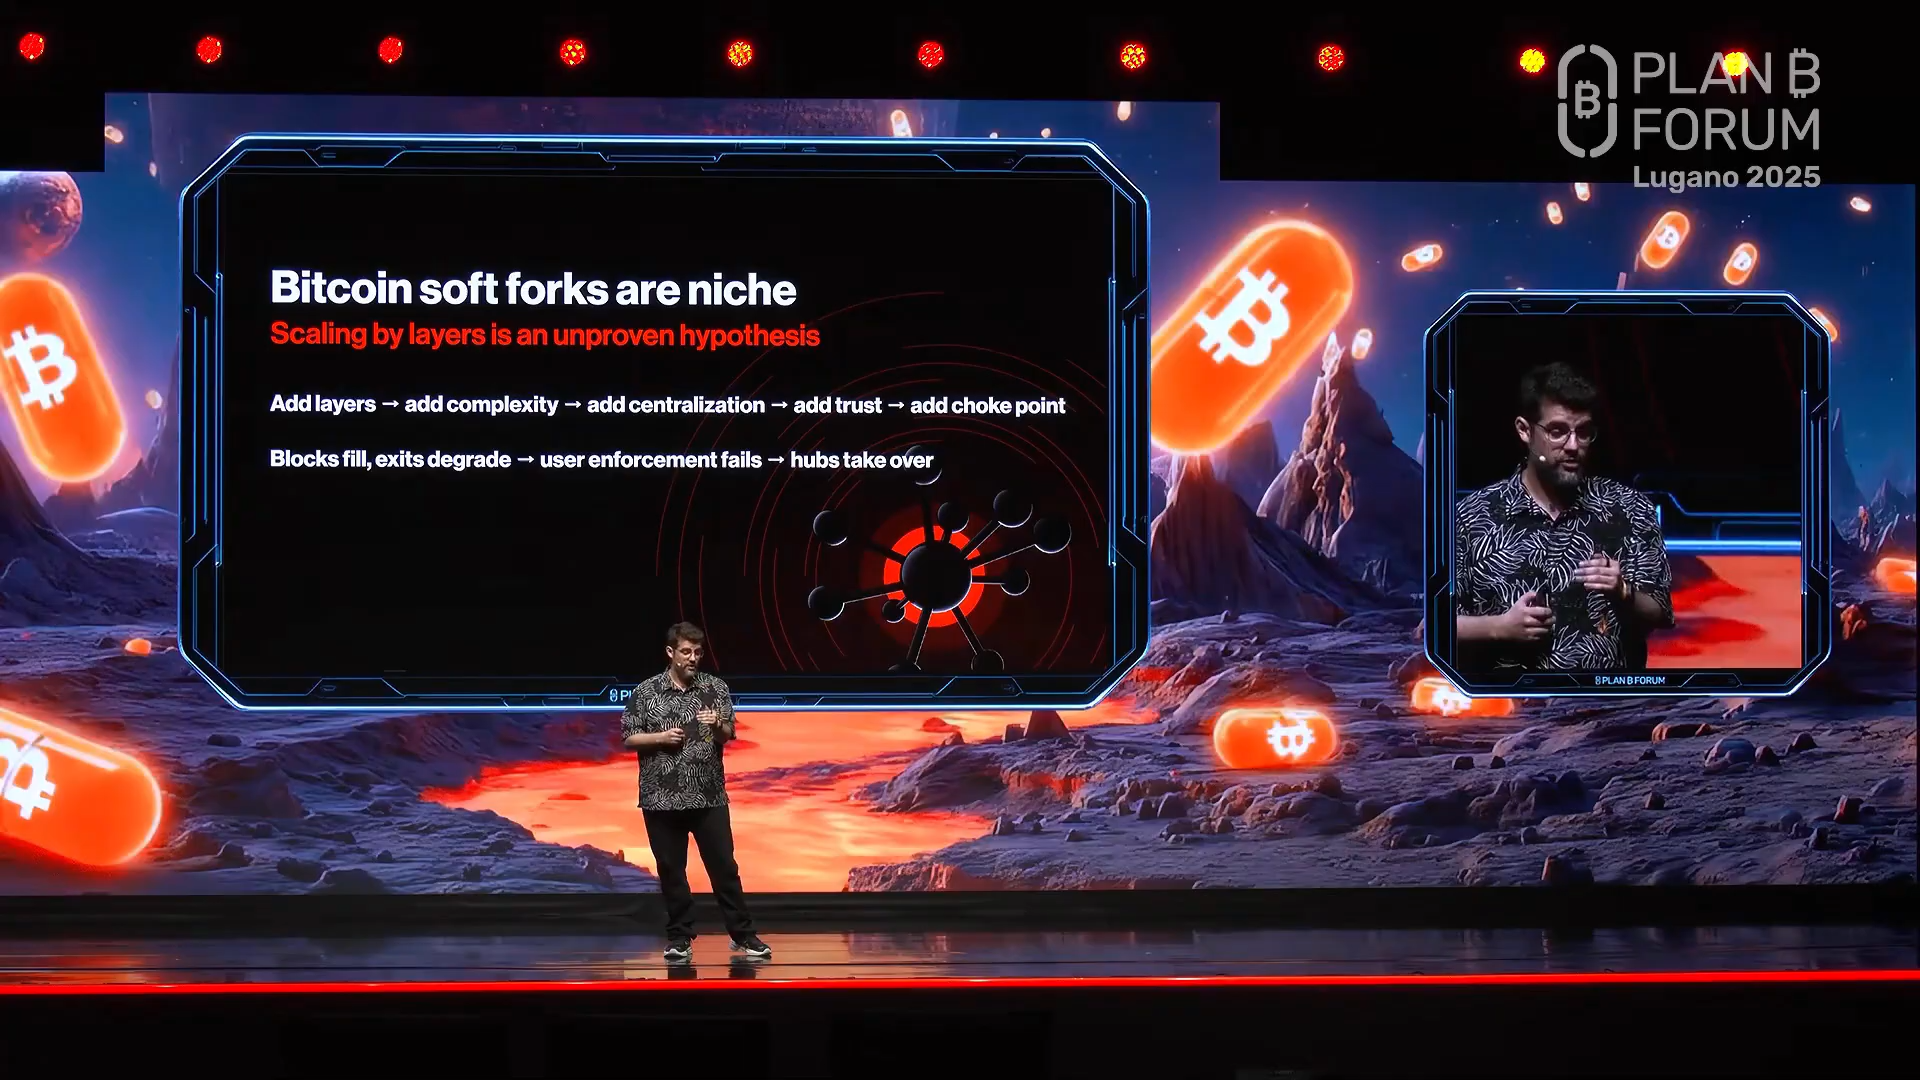 PLAN ₿
FORUM
Lugano 2025
Bitcoin soft forks are niche
Scaling by layers is an unproven hypothesis
Add layers → add complexity → add centralization → add trust → add choke point
Blocks fill, exits degrade → user enforcement fails → hubs take over
PLAN ₿ FORUM